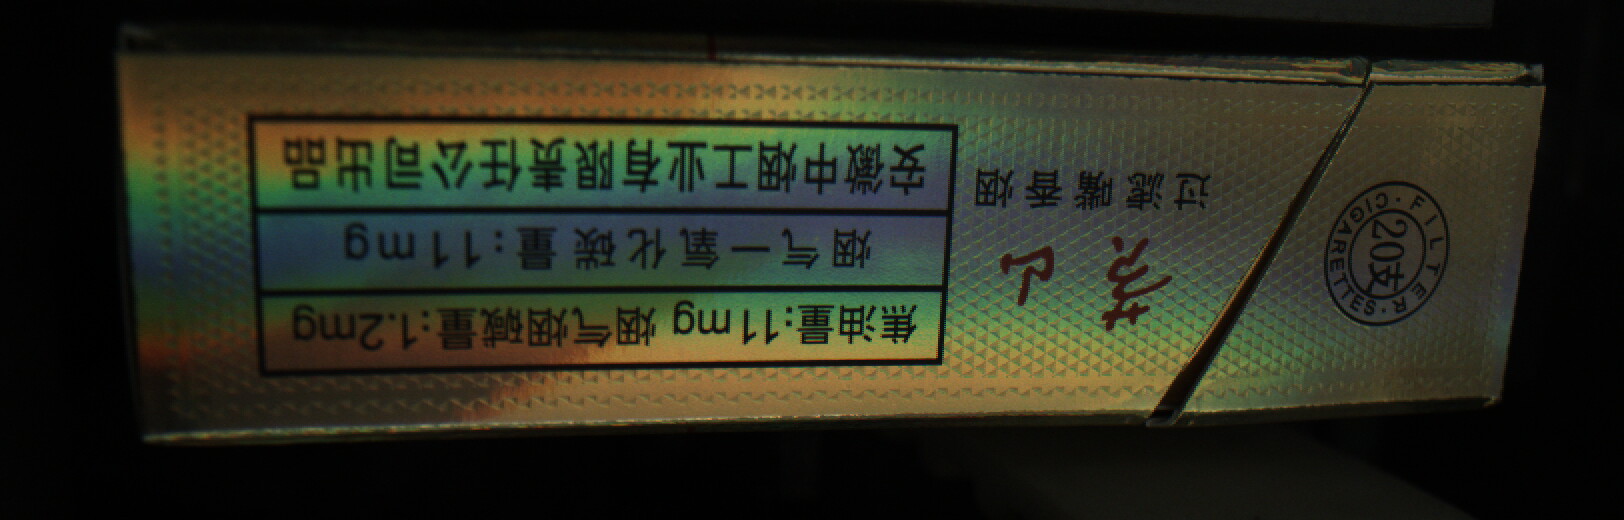 ·FILTER·CIGARETTES
20支
黄山
过滤嘴香烟
焦油量:11mg 烟气烟碱量:1.2mg
烟气一氧化碳量:11mg
安徽中烟工业有限责任公司出品